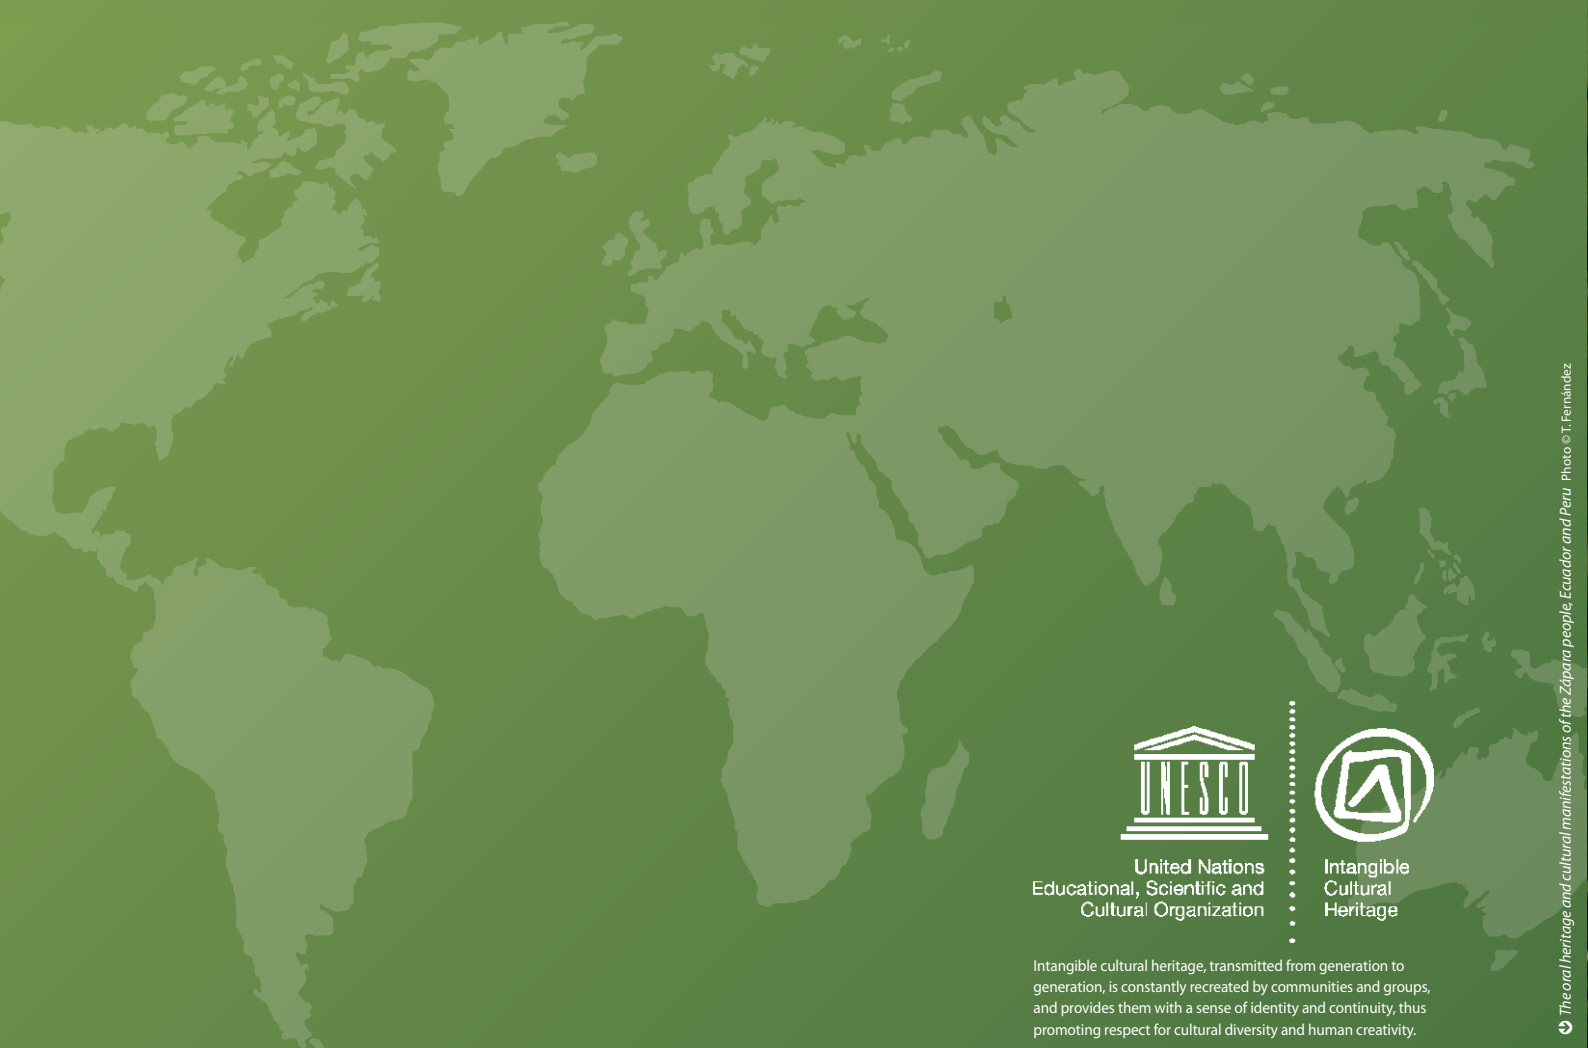 UNESCO
United Nations
Educational, Scientific and
Cultural Organization
Intangible
Cultural
Heritage
Intangible cultural heritage, transmitted from generation to
generation, is constantly recreated by communities and groups,
and provides them with a sense of identity and continuity, thus
promoting respect for cultural diversity and human creativity.
The oral heritage and cultural manifestations of the Zápara people, Ecuador and Peru Photo © T. Fernández